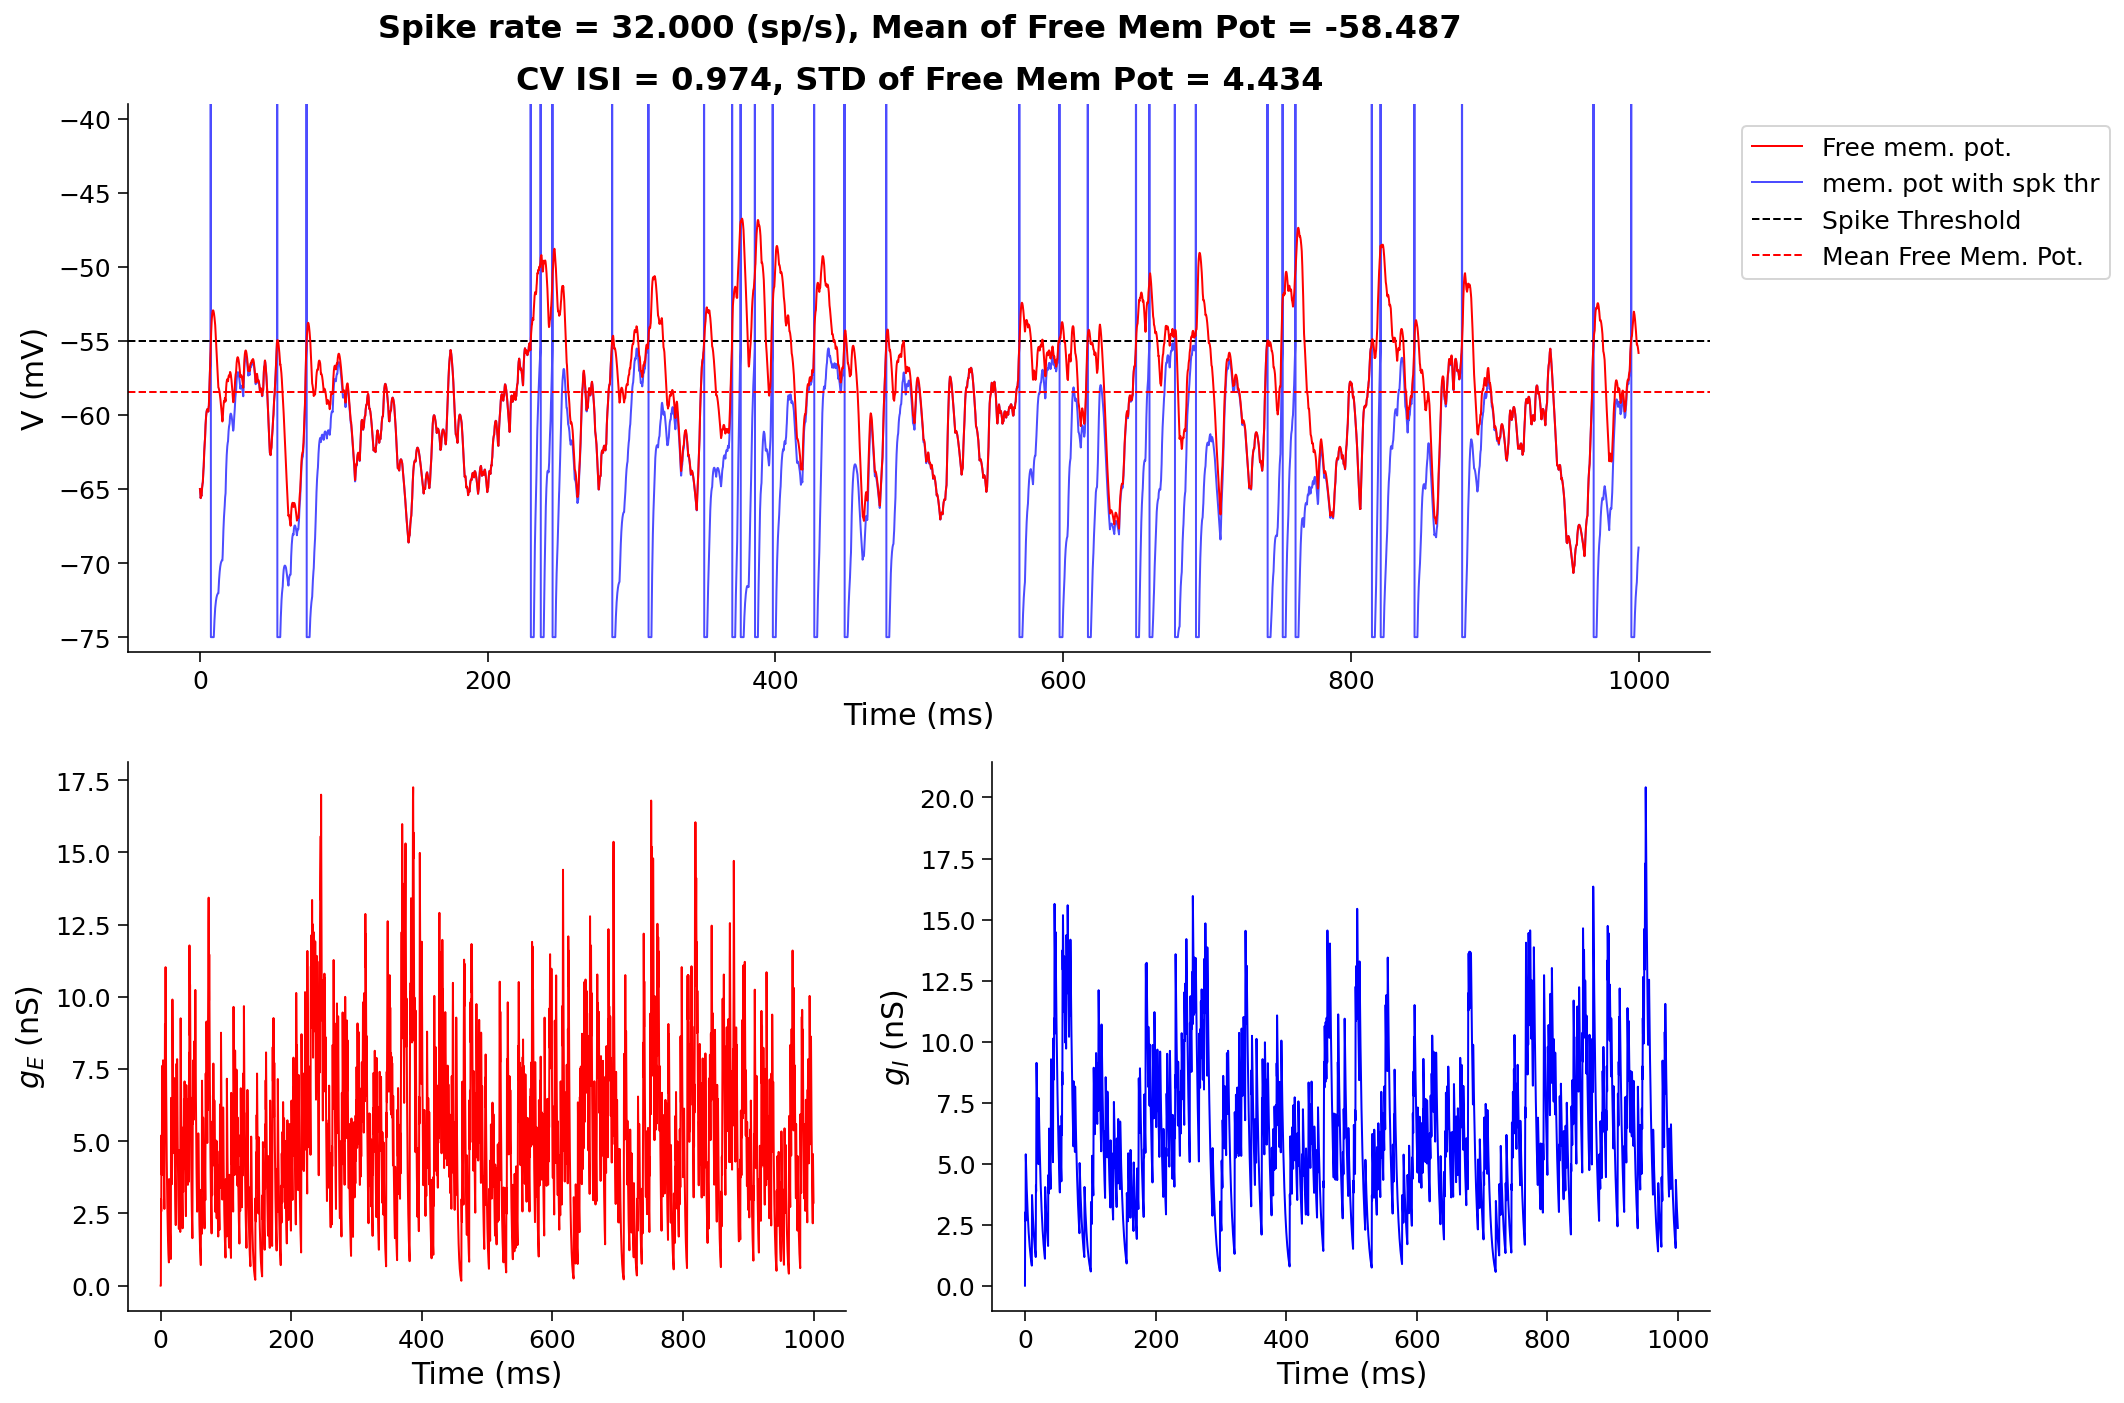 Spike rate = 32.000 (sp/s), Mean of Free Mem Pot = -58.487
CV ISI = 0.974, STD of Free Mem Pot = 4.434
−40
−45
−50
−55
−60
−65
−70
−75
V (mV)
0 200 400 600 800 1000
Time (ms)
Free mem. pot.
mem. pot with spk thr
Spike Threshold
Mean Free Mem. Pot.
17.5
15.0
12.5
10.0
7.5
5.0
2.5
0.0
g_E (nS)
0 200 400 600 800 1000
Time (ms)
20.0
17.5
15.0
12.5
10.0
7.5
5.0
2.5
0.0
g_I (nS)
0 200 400 600 800 1000
Time (ms)